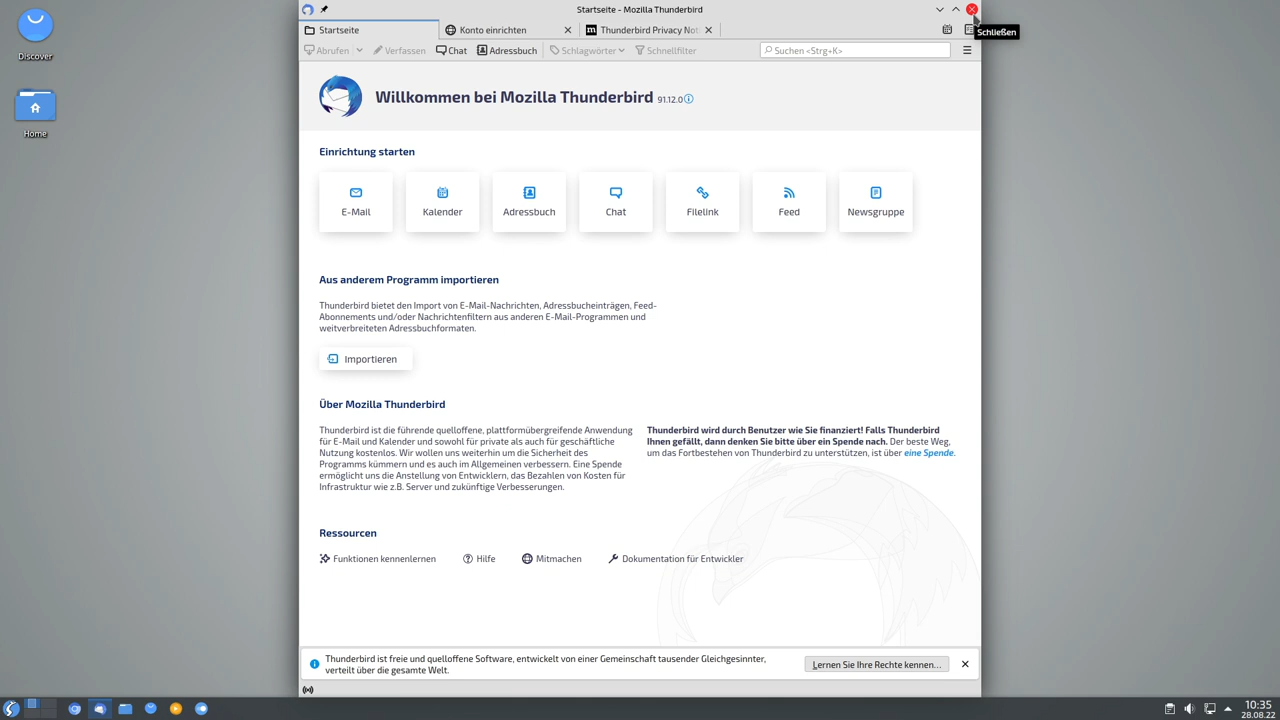 Discover
Home
Startseite - Mozilla Thunderbird
Schließen
Startseite
Konto einrichten
Thunderbird Privacy Not
Abrufen
Verfassen
Chat
Adressbuch
Schlagwörter
Schnellfilter
Suchen <Strg+K>
Willkommen bei Mozilla Thunderbird 91.12.0
Einrichtung starten
E-Mail
Kalender
Adressbuch
Chat
Filelink
Feed
Newsgruppe
Aus anderem Programm importieren
Thunderbird bietet den Import von E-Mail-Nachrichten, Adressbucheinträgen, Feed-
Abonnements und/oder Nachrichtenfiltern aus anderen E-Mail-Programmen und
weitverbreiteten Adressbuchformaten.
Importieren
Über Mozilla Thunderbird
Thunderbird ist die führende quelloffene, plattformübergreifende Anwendung
für E-Mail und Kalender und sowohl für private als auch für geschäftliche
Nutzung kostenlos. Wir wollen uns weiterhin um die Sicherheit des
Programms kümmern und es auch im Allgemeinen verbessern. Eine Spende
ermöglicht uns die Anstellung von Entwicklern, das Bezahlen von Kosten für
Infrastruktur wie z.B. Server und zukünftige Verbesserungen.
Thunderbird wird durch Benutzer wie Sie finanziert! Falls Thunderbird
Ihnen gefällt, dann denken Sie bitte über ein Spende nach. Der beste Weg,
um das Fortbestehen von Thunderbird zu unterstützen, ist über eine Spende.
Ressourcen
Funktionen kennenlernen
Hilfe
Mitmachen
Dokumentation für Entwickler
Thunderbird ist freie und quelloffene Software, entwickelt von einer Gemeinschaft tausender Gleichgesinnter,
verteilt über die gesamte Welt.
Lernen Sie Ihre Rechte kennen…
10:35
28.08.22